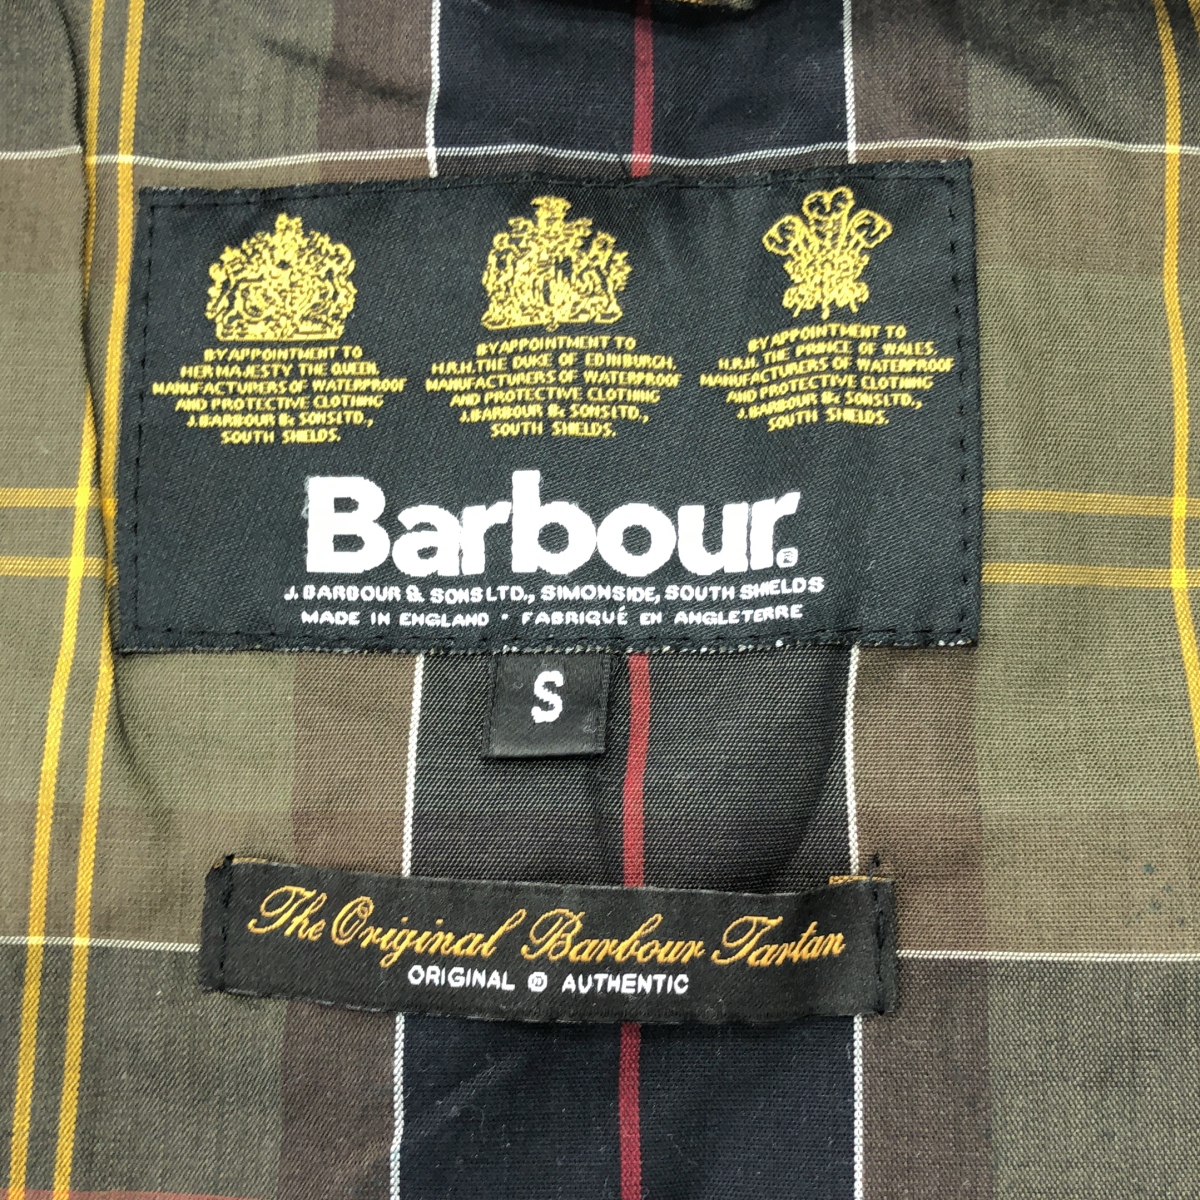 BY APPOINTMENT TO
HER MAJESTY THE QUEEN.
MANUFACTURERS OF WATERPROOF
AND PROTECTIVE CLOTHING
J.BARBOUR & SONS LTD.,
SOUTH SHIELDS.
BY APPOINTMENT TO
H.R.H. THE DUKE OF EDINBURGH.
MANUFACTURERS OF WATERPROOF
AND PROTECTIVE CLOTHING
J.BARBOUR & SONS LTD.,
SOUTH SHIELDS.
BY APPOINTMENT TO
H.R.H. THE PRINCE OF WALES.
MANUFACTURERS OF WATERPROOF
AND PROTECTIVE CLOTHING
J.BARBOUR & SONS LTD.,
SOUTH SHIELDS.
Barbour®
J. BARBOUR & SONS LTD., SIMONSIDE, SOUTH SHIELDS
MADE IN ENGLAND · FABRIQUÉ EN ANGLETERRE
S
The Original Barbour Tartan
ORIGINAL ® AUTHENTIC